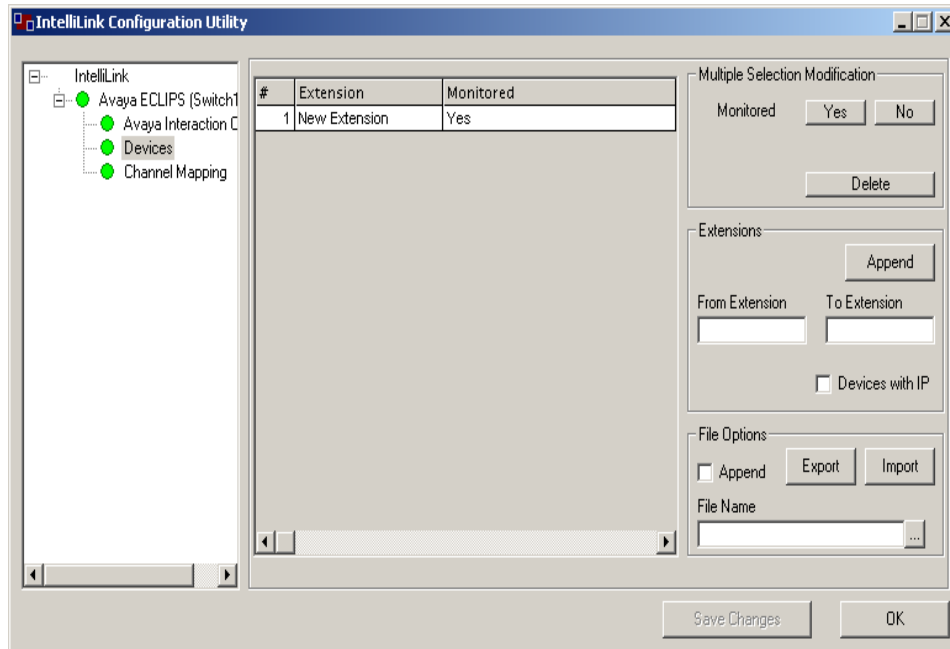 IntelliLink Configuration Utility
IntelliLink
Avaya ECLIPS (Switch1
Avaya Interaction C
Devices
Channel Mapping
# Extension Monitored
1 New Extension Yes
Multiple Selection Modification
Monitored Yes No
Delete
Extensions
Append
From Extension To Extension
Devices with IP
File Options
Append Export Import
File Name
...
Save Changes OK